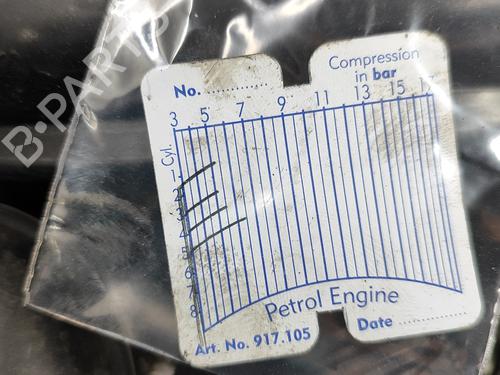 B-PARTS
Compression
in bar
No. ..............
3 5 7 9 11 13 15 17
Cyl.
1
2
3
4
5
6
7
8
Petrol Engine
Art. No. 917.105
Date ..................